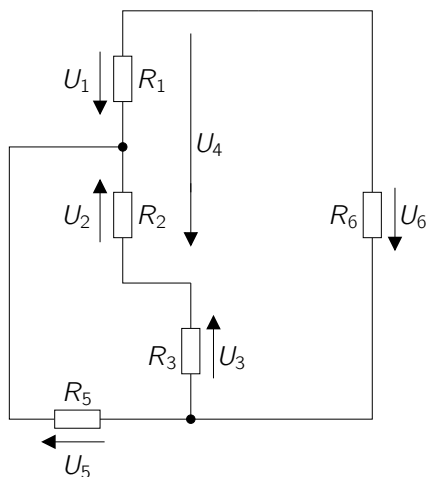 U₁ R₁
U₄
U₂ R₂ R₆ U₆
R₃ U₃
R₅
U₅